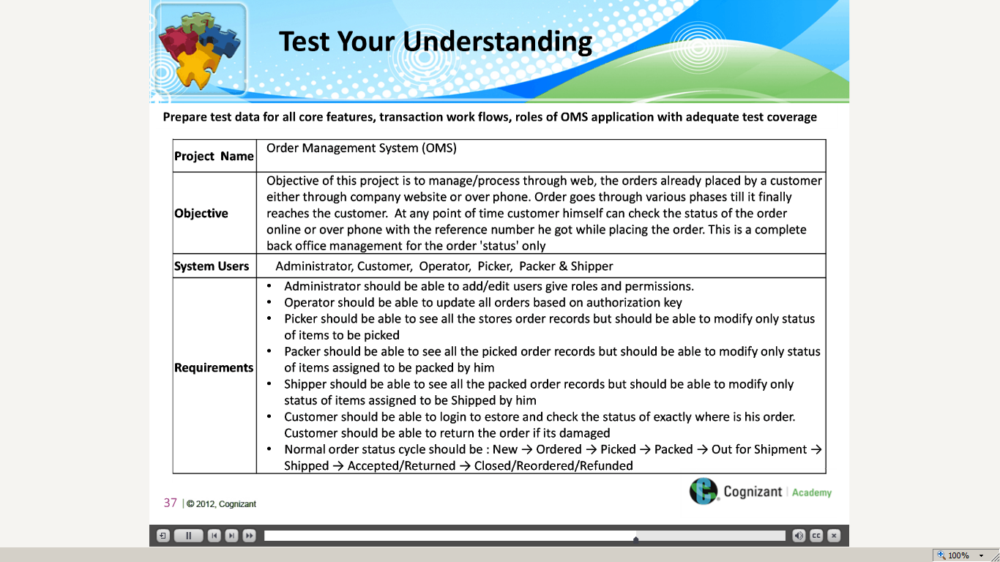 Test Your Understanding
Prepare test data for all core features, transaction work flows, roles of OMS application with adequate test coverage
Project Name
Order Management System (OMS)
Objective
Objective of this project is to manage/process through web, the orders already placed by a customer
either through company website or over phone. Order goes through various phases till it finally
reaches the customer. At any point of time customer himself can check the status of the order
online or over phone with the reference number he got while placing the order. This is a complete
back office management for the order 'status' only
System Users
Administrator, Customer, Operator, Picker, Packer & Shipper
Requirements
• Administrator should be able to add/edit users give roles and permissions.
• Operator should be able to update all orders based on authorization key
• Picker should be able to see all the stores order records but should be able to modify only status
of items to be picked
• Packer should be able to see all the picked order records but should be able to modify only status
of items assigned to be packed by him
• Shipper should be able to see all the packed order records but should be able to modify only
status of items assigned to be Shipped by him
• Customer should be able to login to estore and check the status of exactly where is his order.
Customer should be able to return the order if its damaged
• Normal order status cycle should be : New → Ordered → Picked → Packed → Out for Shipment →
Shipped → Accepted/Returned → Closed/Reordered/Refunded
37 | © 2012, Cognizant
Cognizant | Academy
CC
100%